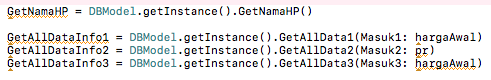 GetNamaHP = DBModel.getInstance().GetNamaHP()
GetAllDataInfo1 = DBModel.getInstance().GetAllData1(Masuk1: hargaAwal)
GetAllDataInfo2 = DBModel.getInstance().GetAllData2(Masuk2: pr)
GetAllDataInfo3 = DBModel.getInstance().GetAllData3(Masuk3: hargaAwal)